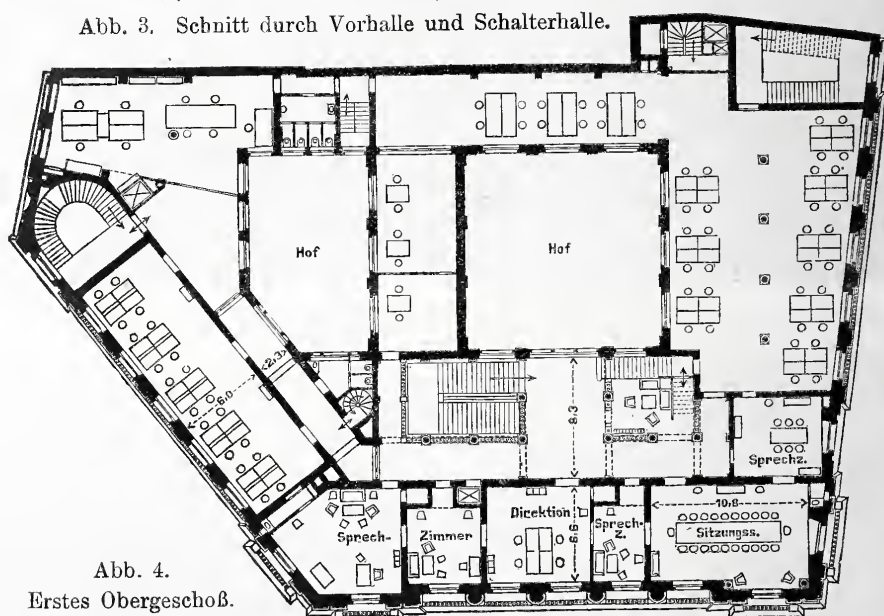 Abb. 3. Schnitt durch Vorhalle und Schalterhalle.
Hof
Hof
<2,3>
6,0
8,3
Sprechz.
Sprech-
Zimmer
Direktion
6,6
Sprech-
Z.
10,8
Sitzungss.
Abb. 4.
Erstes Obergeschoß.